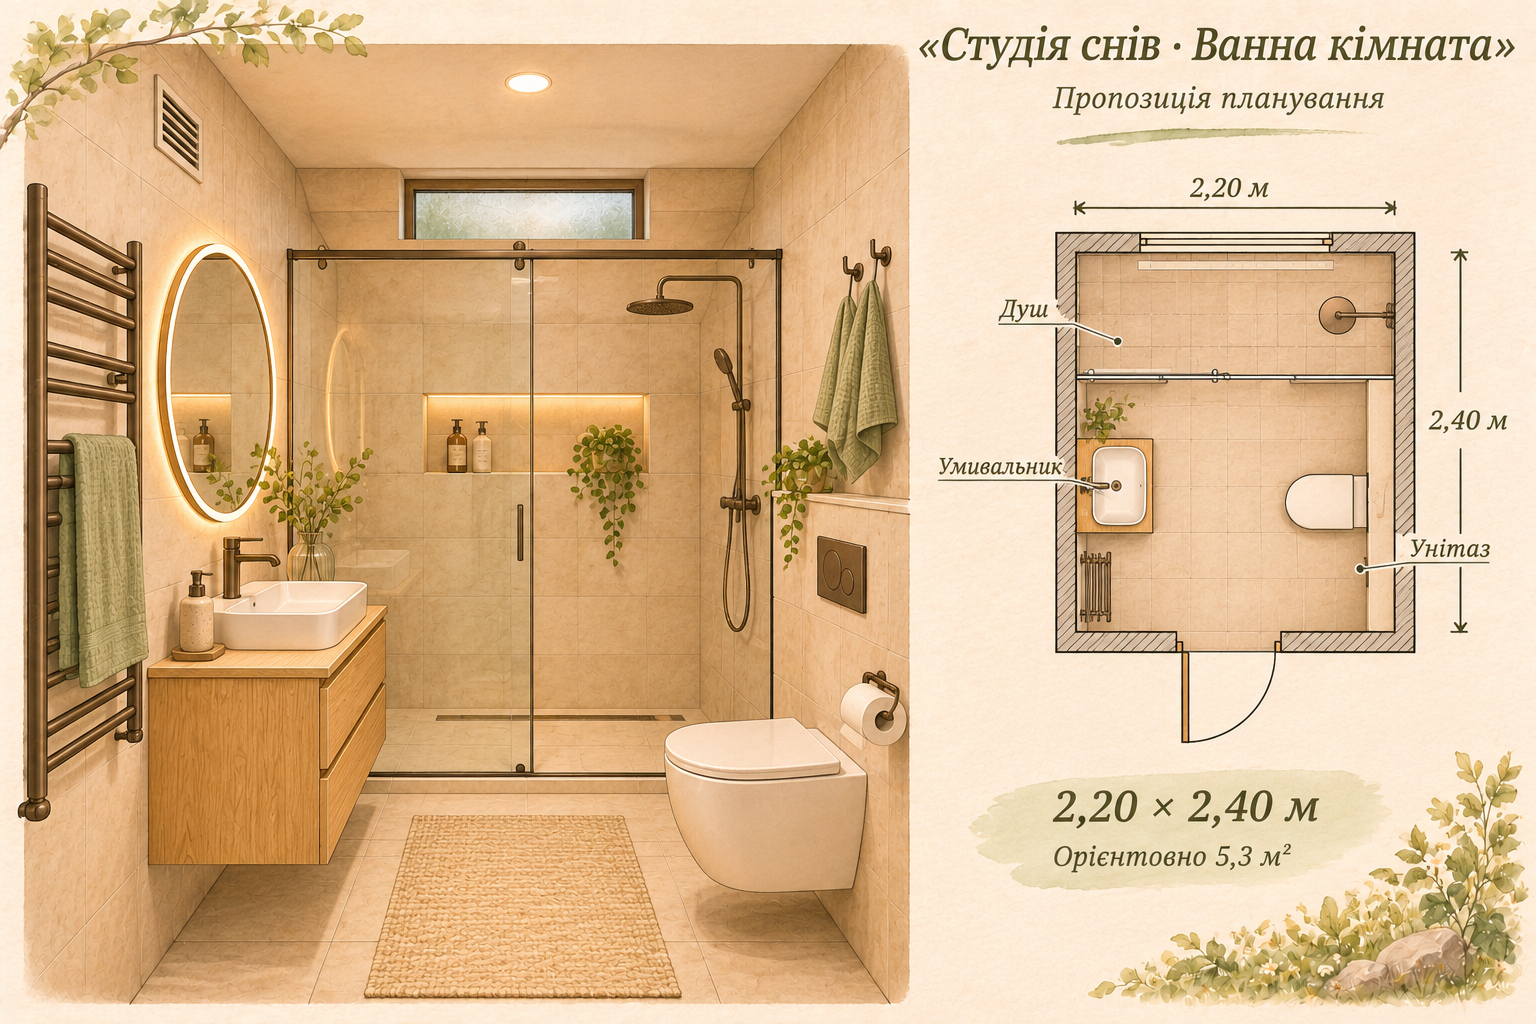 «Студія снів · Ванна кімната»
Пропозиція планування
2,20 м
Душ
2,40 м
Умивальник
Унітаз
2,20 × 2,40 м
Орієнтовно 5,3 м²